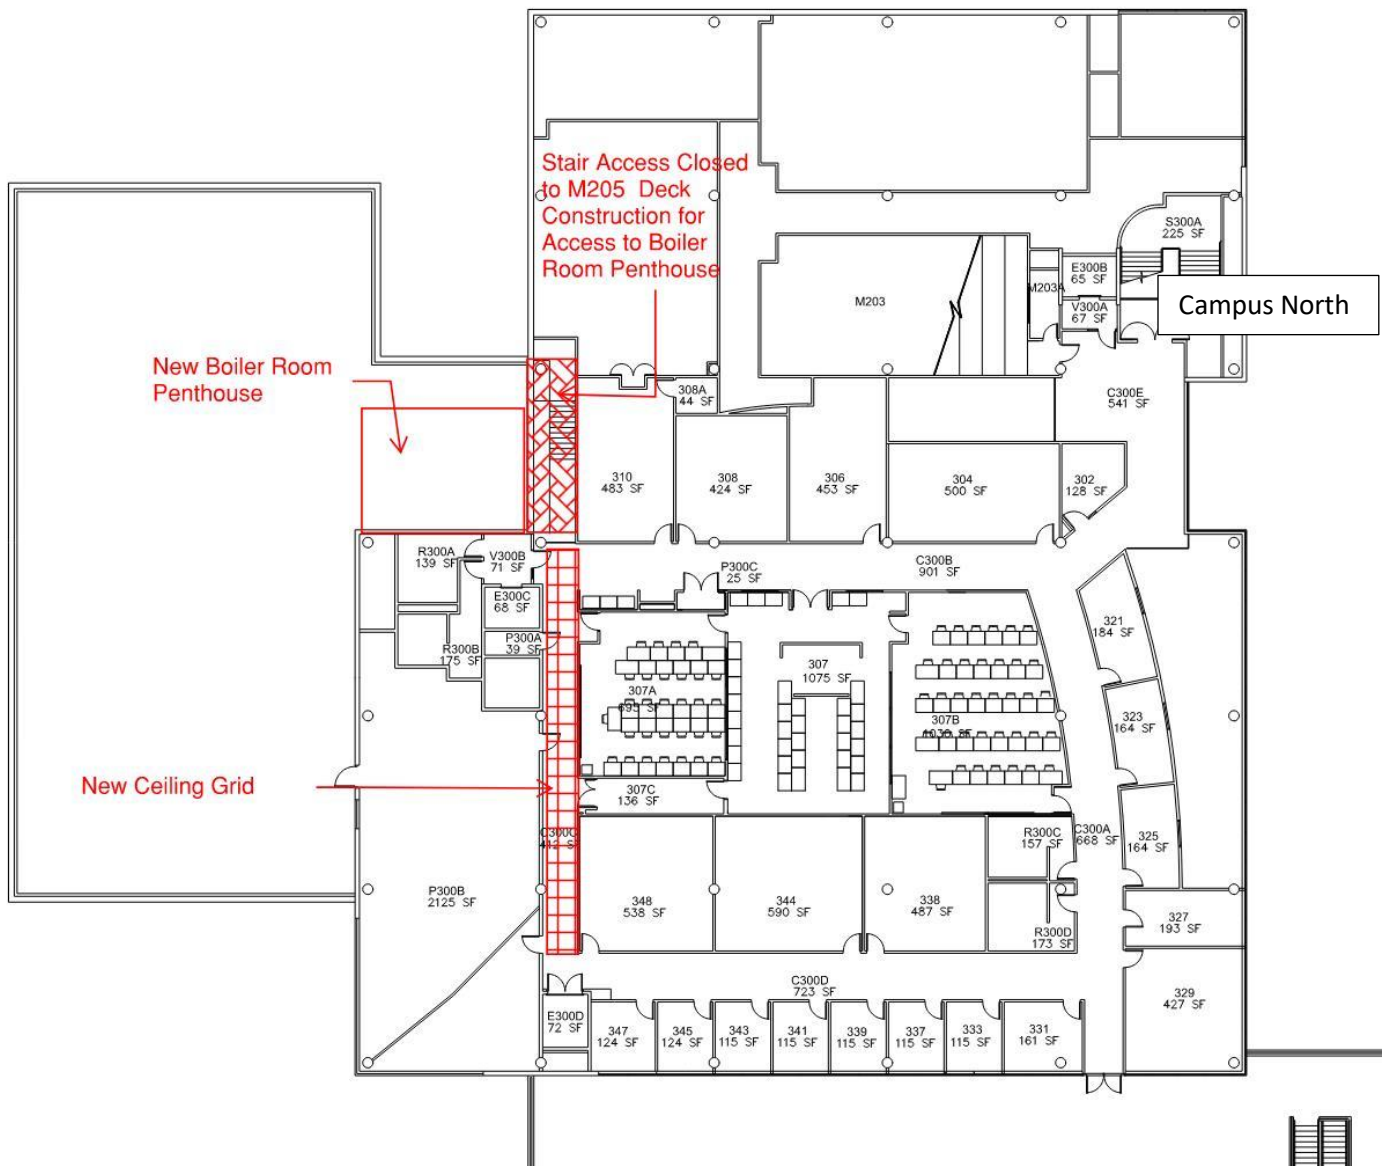 Stair Access Closed
to M205 Deck
Construction for
Access to Boiler
Room Penthouse
S300A
225 SF
E300B
65 SF
M203A
V300A
67 SF
Campus North
M203
New Boiler Room
Penthouse
308A
44 SF
C300E
541 SF
310
483 SF
308
424 SF
306
453 SF
304
500 SF
302
128 SF
R300A
139 SF
V300B
71 SF
P300C
25 SF
C300B
901 SF
E300C
68 SF
P300A
39 SF
R300B
175 SF
321
184 SF
307
1075 SF
307A
695 SF
307B
1030 SF
323
164 SF
New Ceiling Grid
307C
136 SF
C300C
412 SF
R300C
157 SF
C300A
668 SF
325
164 SF
P300B
2125 SF
348
538 SF
344
590 SF
338
487 SF
327
193 SF
R300D
173 SF
C300D
723 SF
329
427 SF
E300D
72 SF
347
124 SF
345
124 SF
343
115 SF
341
115 SF
339
115 SF
337
115 SF
333
115 SF
331
161 SF